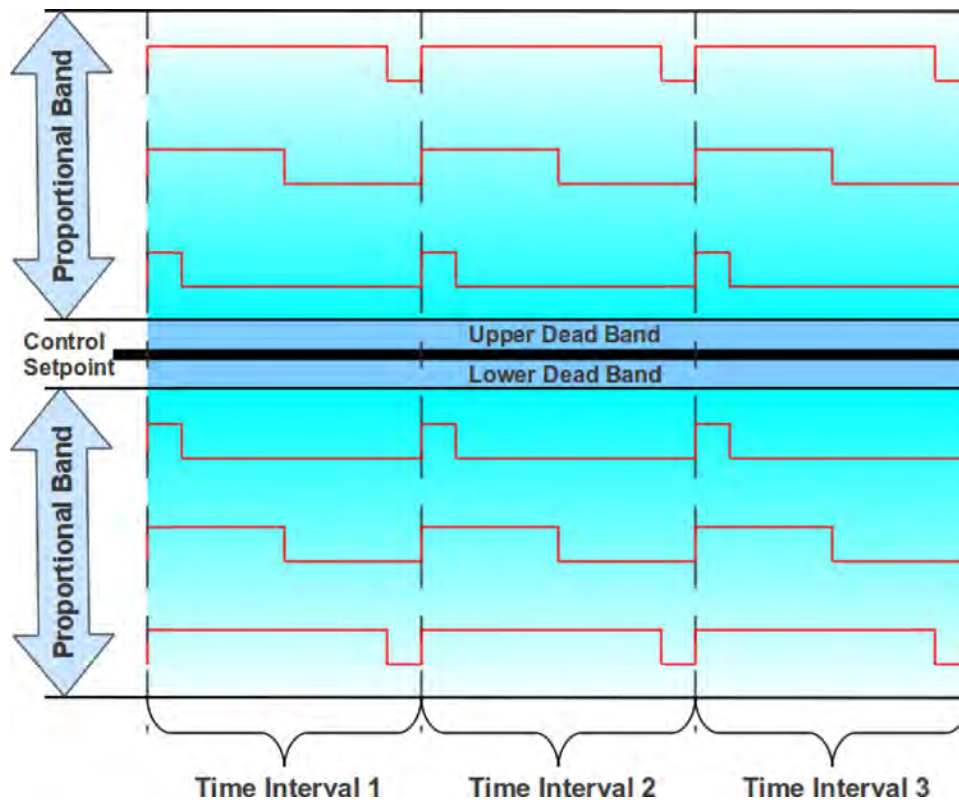 Proportional Band
Upper Dead Band
Control
Setpoint
Lower Dead Band
Proportional Band
Time Interval 1
Time Interval 2
Time Interval 3